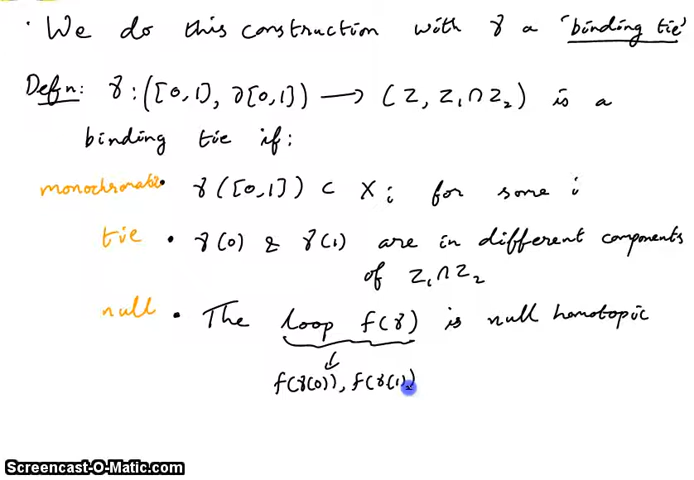 · We do this construction with γ a 'binding tie'
Defn: γ : ([0,1], ∂[0,1]) ⟶ (Z, Z₁∩Z₂) is a
binding tie if:
monochromatic • γ([0,1]) ⊂ Xᵢ for some i
tie • γ(0) & γ(1) are in different components
of Z₁∩Z₂
null • The loop f(γ) is null homotopic
↓
f(γ(0)), f(γ(1))
Screencast-O-Matic.com